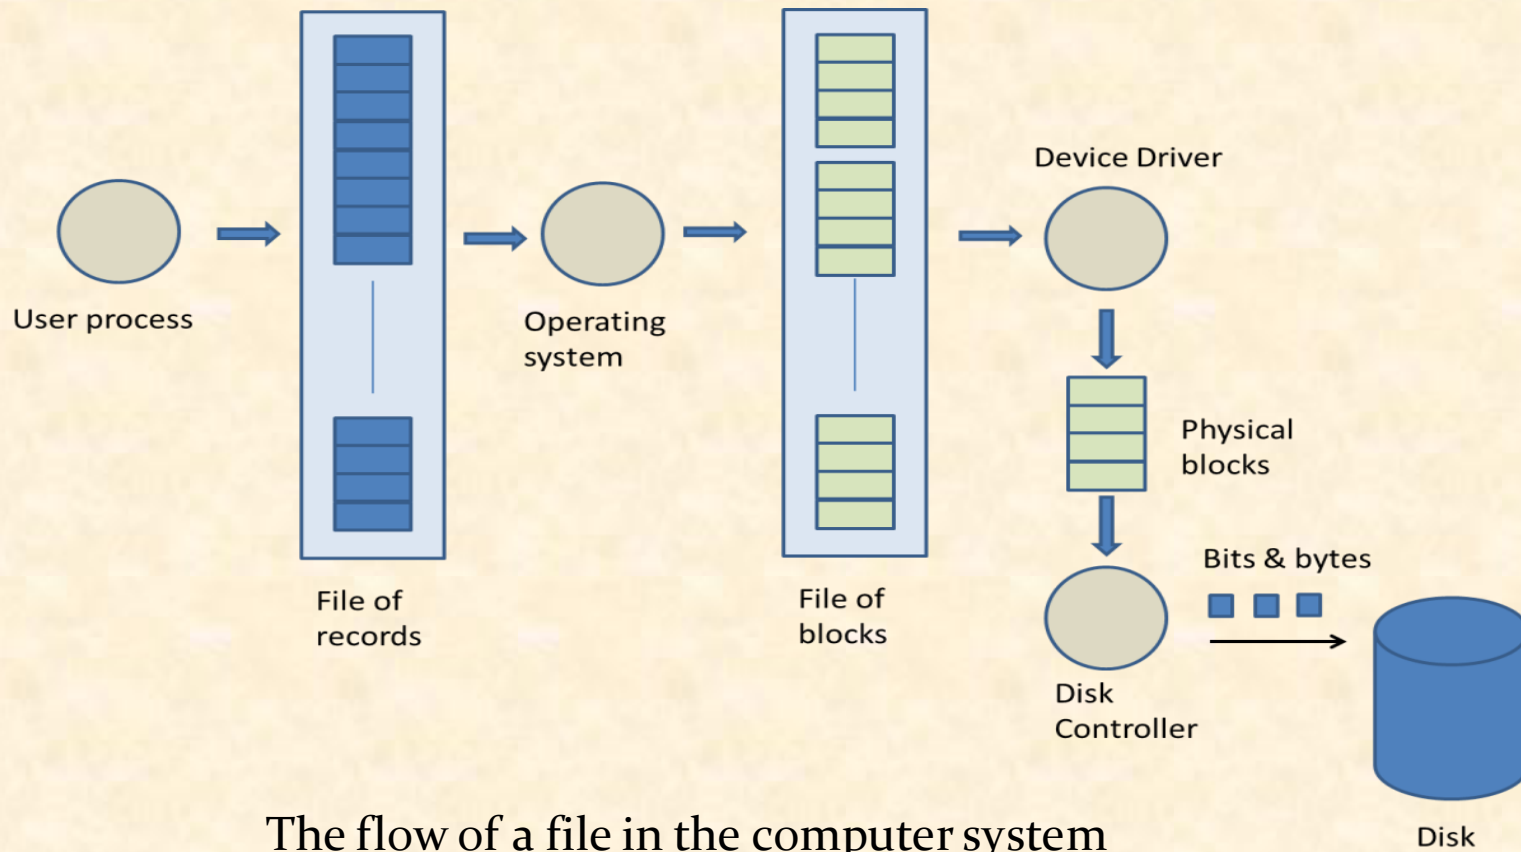 Device Driver
User process
Operating
system
Physical
blocks
Bits & bytes
File of
records
File of
blocks
Disk
Controller
The flow of a file in the computer system
Disk